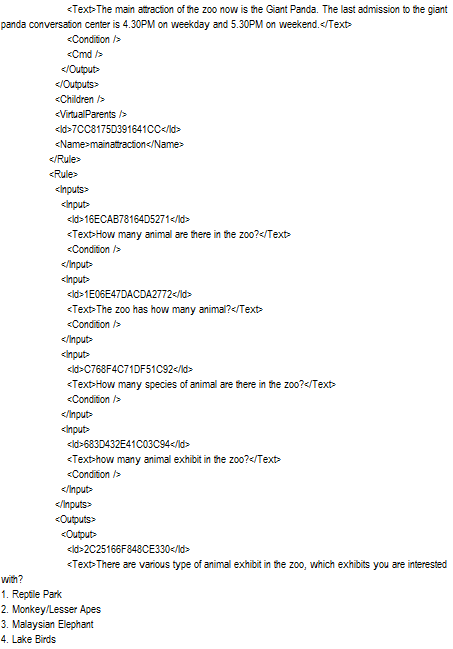 <Text>The main attraction of the zoo now is the Giant Panda. The last admission to the giant
panda conversation center is 4.30PM on weekday and 5.30PM on weekend.</Text>
<Condition />
<Cmd />
</Output>
</Outputs>
<Children />
<VirtualParents />
<Id>7CC8175D391641CC</Id>
<Name>mainattraction</Name>
</Rule>
<Rule>
<Inputs>
<Input>
<Id>16ECAB78164D5271</Id>
<Text>How many animal are there in the zoo?</Text>
<Condition />
</Input>
<Input>
<Id>1E06E47DACDA2772</Id>
<Text>The zoo has how many animal?</Text>
<Condition />
</Input>
<Input>
<Id>C768F4C71DF51C92</Id>
<Text>How many species of animal are there in the zoo?</Text>
<Condition />
</Input>
<Input>
<Id>683D432E41C03C94</Id>
<Text>how many animal exhibit in the zoo?</Text>
<Condition />
</Input>
</Inputs>
<Outputs>
<Output>
<Id>2C25166F848CE330</Id>
<Text>There are various type of animal exhibit in the zoo, which exhibits you are interested
with?
1. Reptile Park
2. Monkey/Lesser Apes
3. Malaysian Elephant
4. Lake Birds